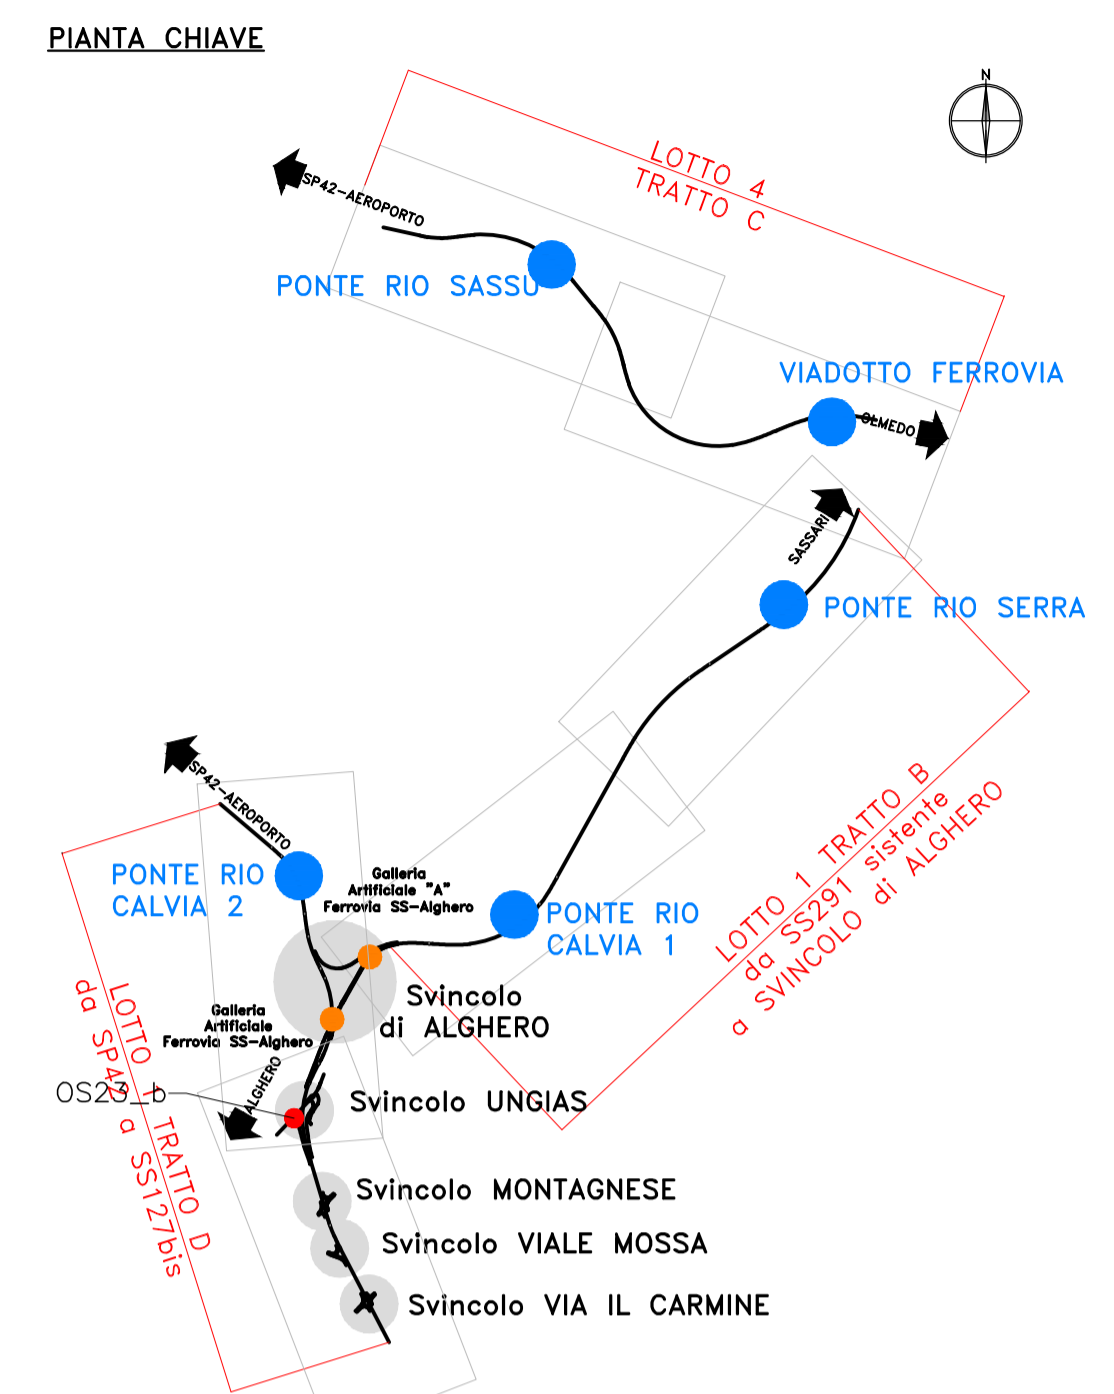 PIANTA CHIAVE
N
LOTTO 4
TRATTO C
SP42-AEROPORTO
PONTE RIO SASSU
VIADOTTO FERROVIA
OLMEDO
SASSARI
PONTE RIO SERRA
SP42-AEROPORTO
LOTTO 1 TRATTO B
da SS291 sistente
a SVINCOLO di ALGHERO
PONTE RIO
CALVIA 2
Galleria
Artificiale "A"
Ferrovia SS-Alghero
PONTE RIO
CALVIA 1
Svincolo
di ALGHERO
Galleria
Artificiale
Ferrovia SS-Alghero
LOTTO 1 TRATTO D
da SP42 a SS127bis
ALGHERO
OS23_b
Svincolo UNGIAS
Svincolo MONTAGNESE
Svincolo VIALE MOSSA
Svincolo VIA IL CARMINE